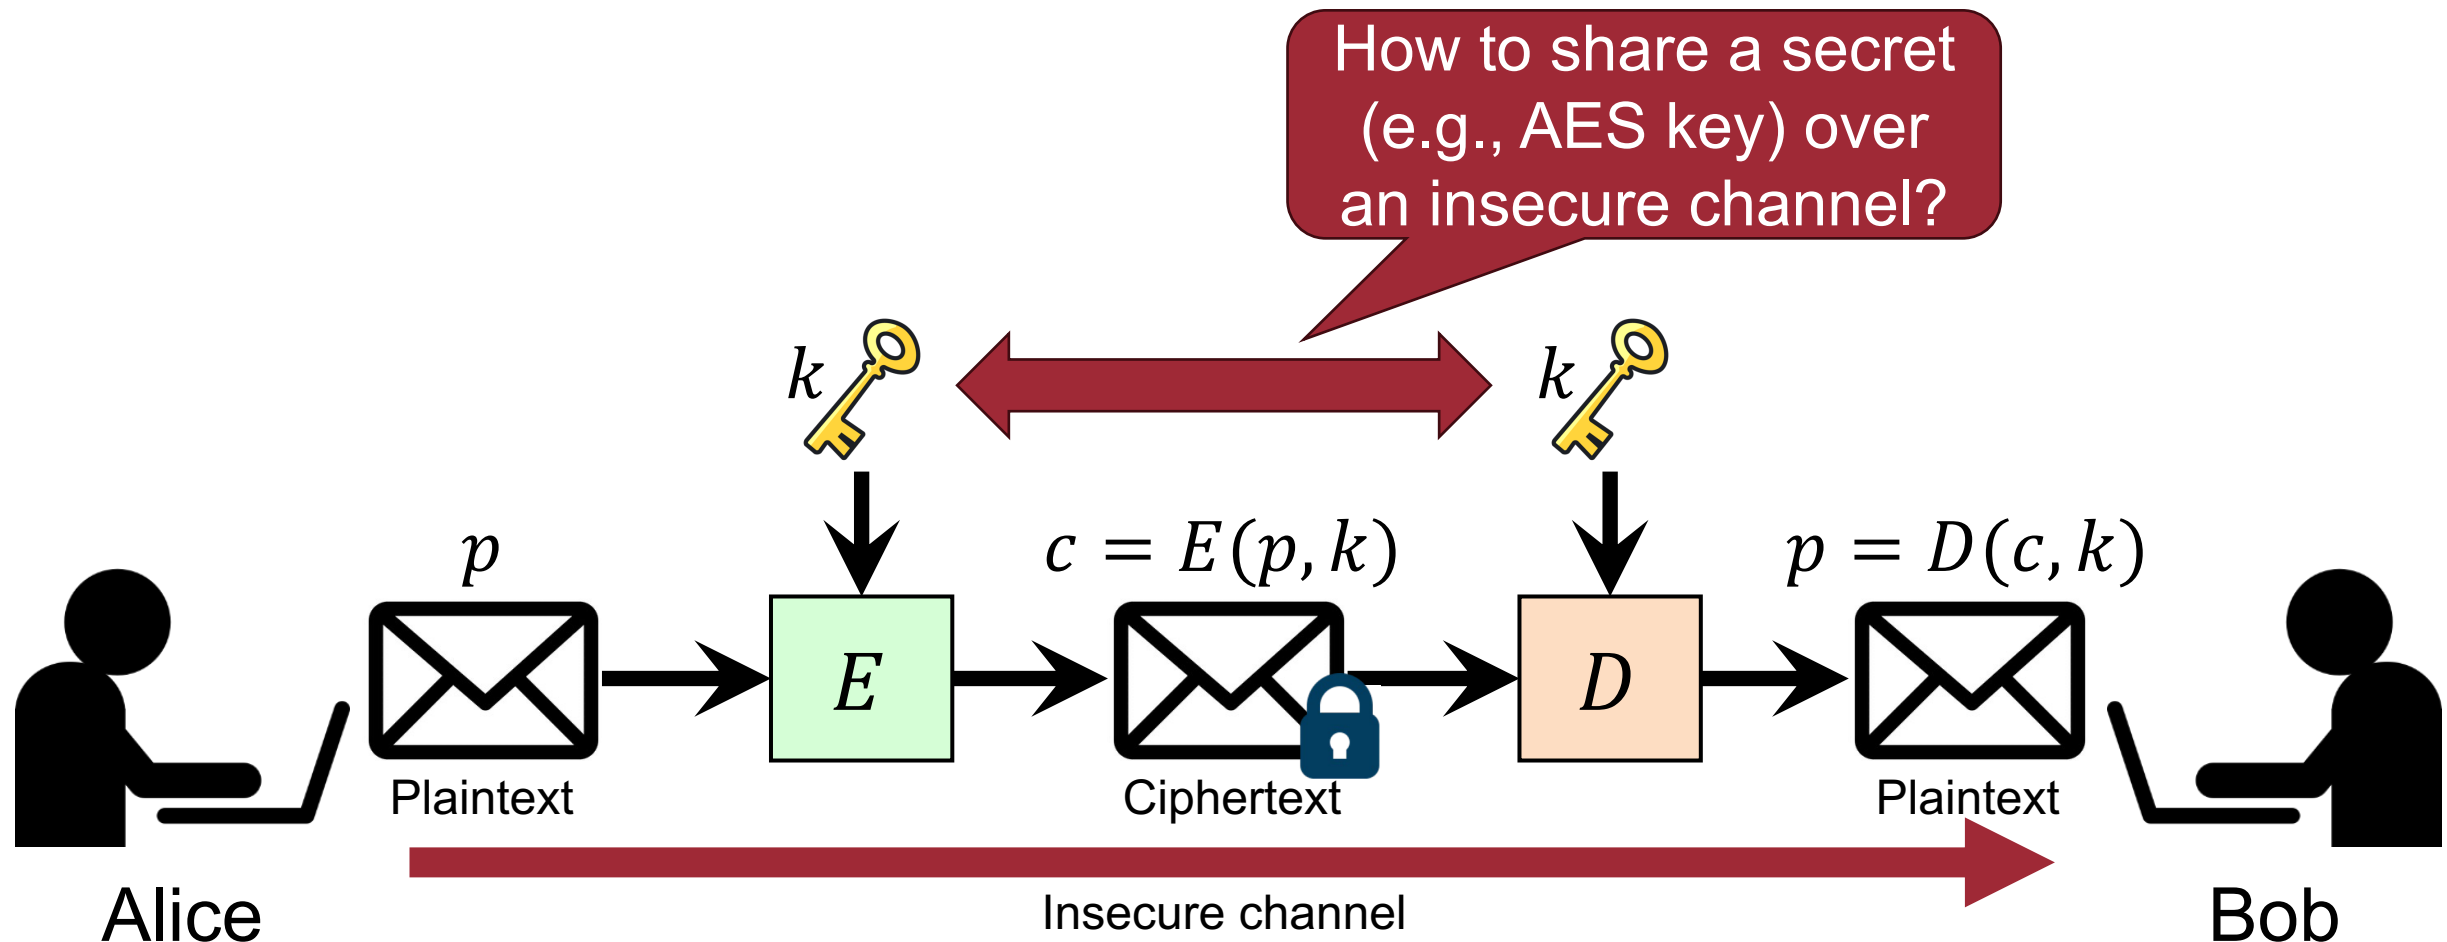 How to share a secret
(e.g., AES key) over
an insecure channel?
k
k
p
c = E(p, k)
p = D(c, k)
E
D
Plaintext
Ciphertext
Plaintext
Insecure channel
Alice
Bob